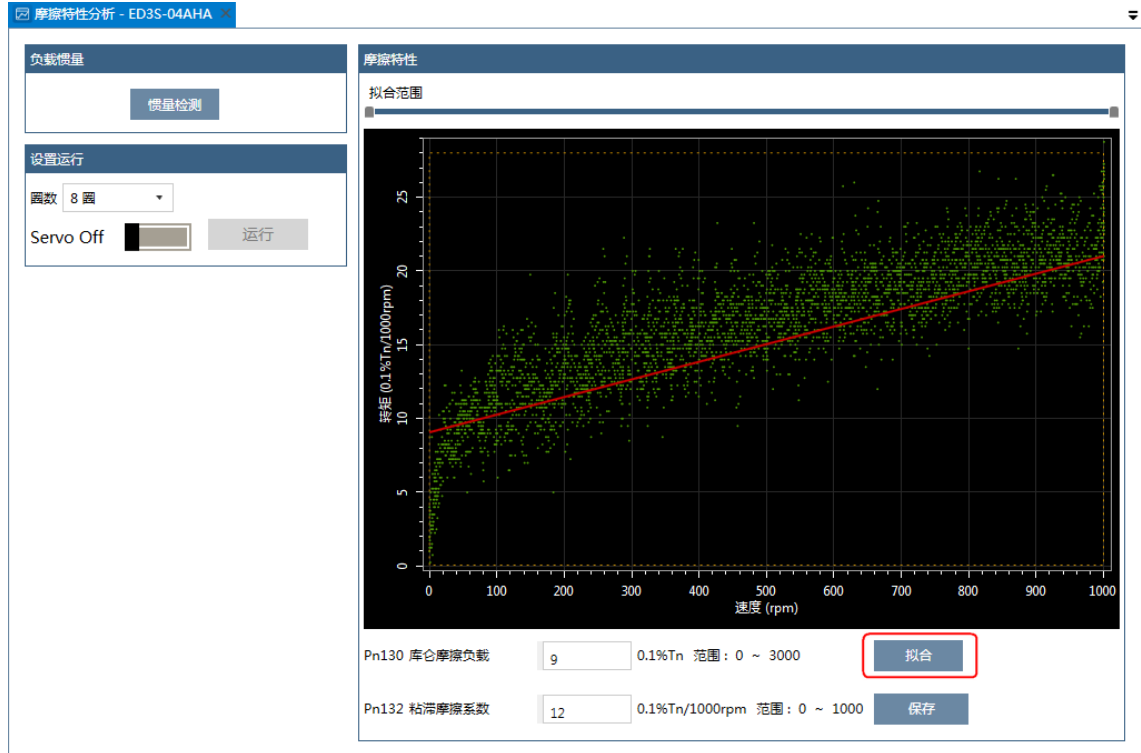 摩擦特性分析 - ED3S-04AHA ×
负载惯量
惯量检测
设置运行
圈数 8 圈
Servo Off 运行
摩擦特性
拟合范围
转矩 (0.1%Tn/1000rpm)
25
20
15
10
5
0
0 100 200 300 400 500 600 700 800 900 1000
速度 (rpm)
Pn130 库仑摩擦负载 9 0.1%Tn 范围: 0 ~ 3000 拟合
Pn132 粘滞摩擦系数 12 0.1%Tn/1000rpm 范围: 0 ~ 1000 保存